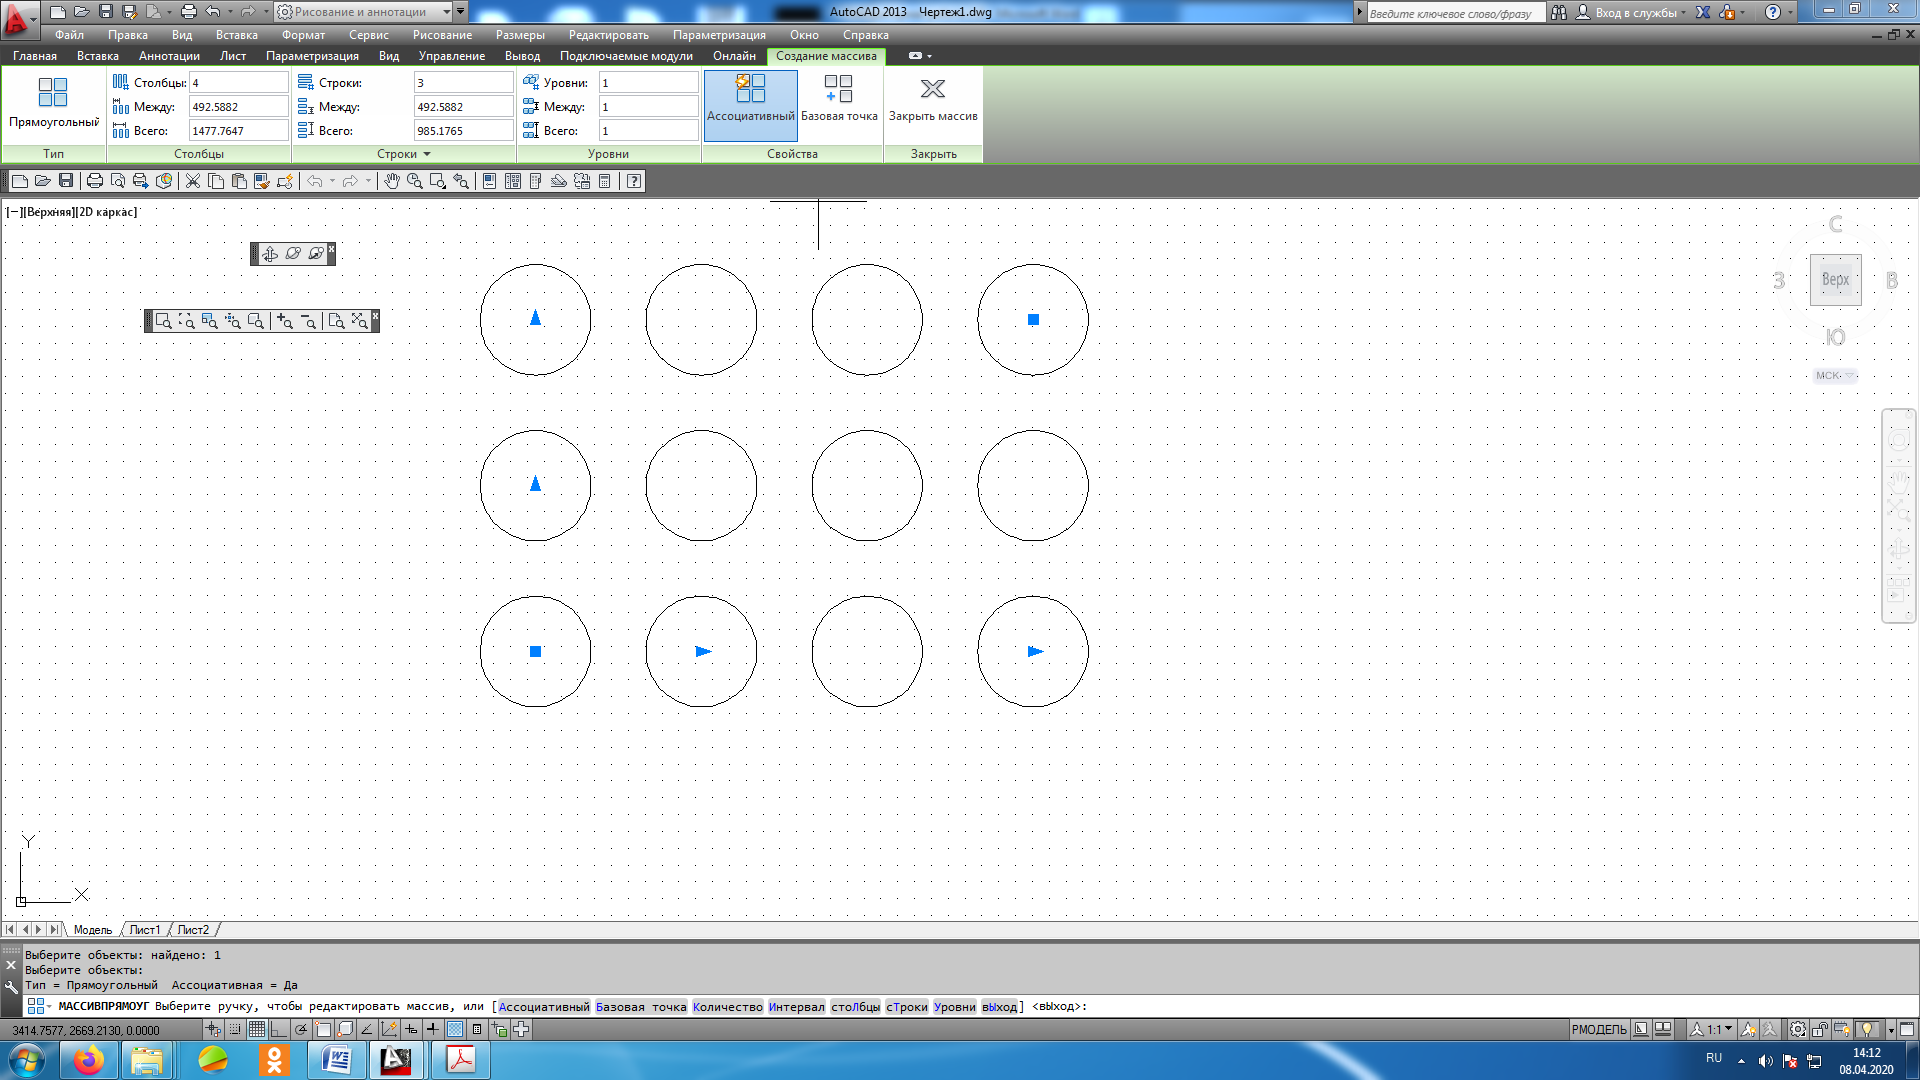 Рисование и аннотации
AutoCAD 2013 Чертеж1.dwg
Введите ключевое слово/фразу
Вход в службы
Файл Правка Вид Вставка Формат Сервис Рисование Размеры Редактировать Параметризация Окно Справка
Главная Вставка Аннотации Лист Параметризация Вид Управление Вывод Подключаемые модули Онлайн Создание массива
Столбцы: 4 Строки: 3 Уровни: 1
Между: 492.5882 Между: 492.5882 Между: 1
Прямоугольный Ассоциативный Базовая точка Закрыть массив
Всего: 1477.7647 Всего: 985.1765 Всего: 1
Тип Столбцы Строки Уровни Свойства Закрыть
[−][Верхняя][2D каркас]
С
З Верх В
Ю
МСК
Y
X
Модель Лист1 Лист2
Выберите объекты: найдено: 1
Выберите объекты:
Тип = Прямоугольный Ассоциативная = Да
МАССИВПРЯМОУГ Выберите ручку, чтобы редактировать массив, или [Ассоциативный Базовая точка Количество Интервал стоЛбцы сТроки Уровни вЫход] <вЫход>:
3414.7577, 2669.2130, 0.0000
РМОДЕЛЬ 1:1
RU 14:12
08.04.2020